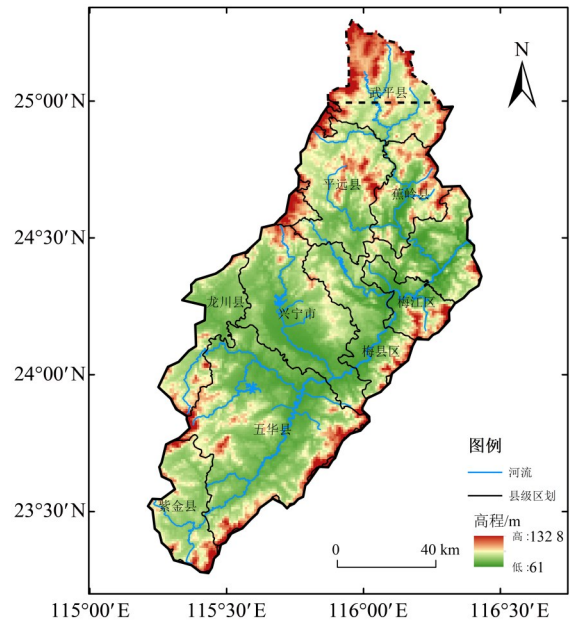 N
25°00′N
武平县
平远县
蕉岭县
24°30′N
龙川县
兴宁市
梅江区
24°00′N
梅县区
五华县
图例
河流
县级区划
23°30′N
紫金县
高程/m
高:132 8
低:61
0
40 km
115°00′E
115°30′E
116°00′E
116°30′E